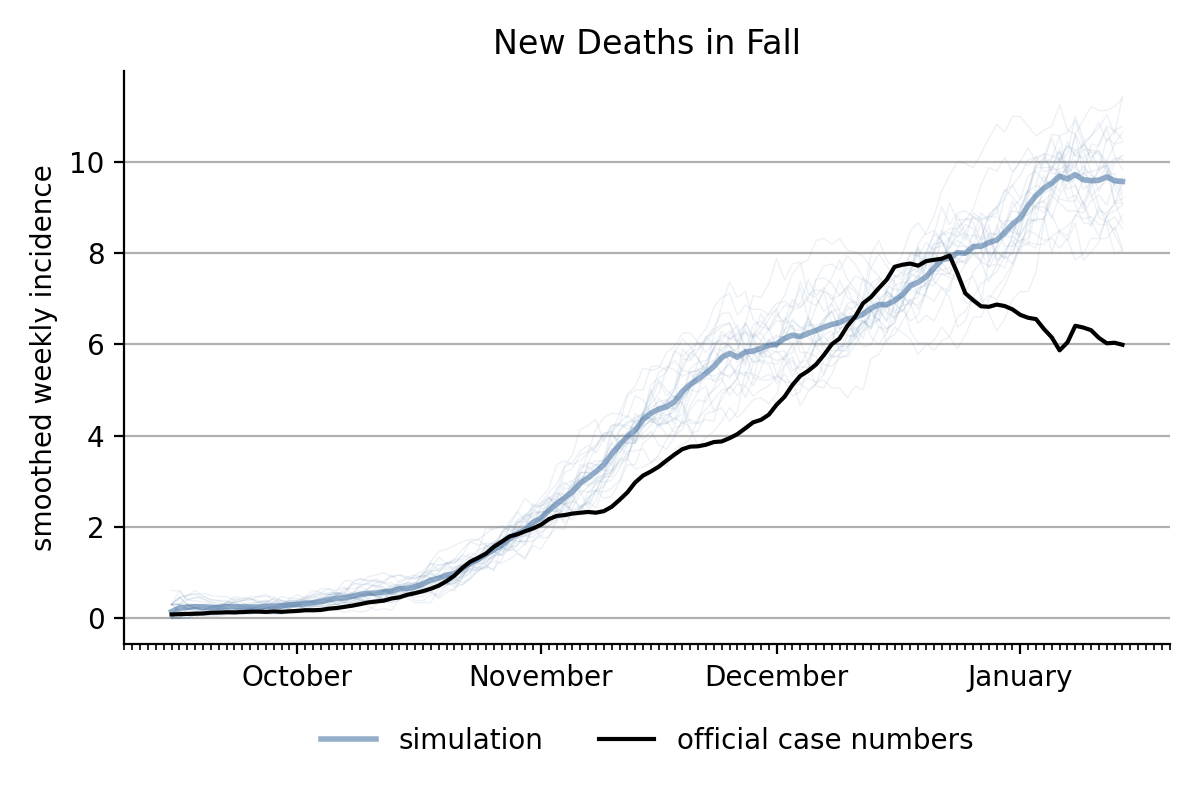 New Deaths in Fall
smoothed weekly incidence
10
8
6
4
2
0
October November December January
simulation official case numbers